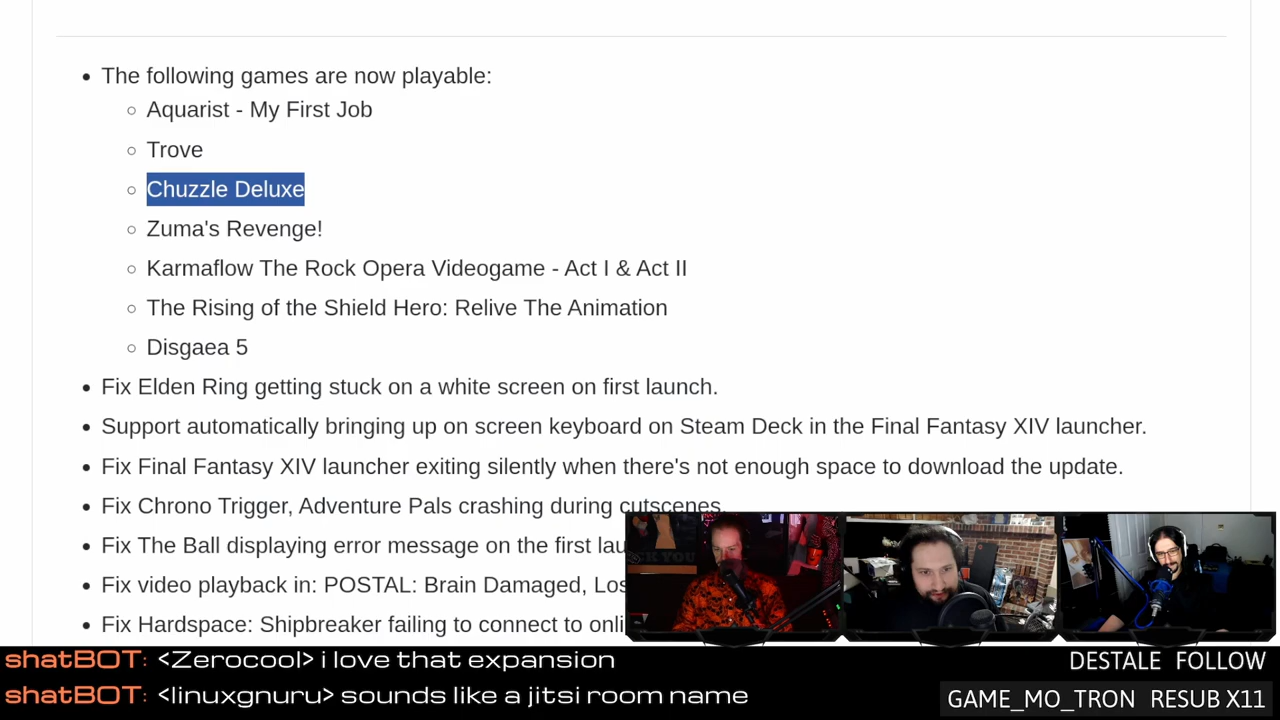 The following games are now playable:
Aquarist - My First Job
Trove
Chuzzle Deluxe
Zuma's Revenge!
Karmaflow The Rock Opera Videogame - Act I & Act II
The Rising of the Shield Hero: Relive The Animation
Disgaea 5
Fix Elden Ring getting stuck on a white screen on first launch.
Support automatically bringing up on screen keyboard on Steam Deck in the Final Fantasy XIV launcher.
Fix Final Fantasy XIV launcher exiting silently when there's not enough space to download the update.
Fix Chrono Trigger, Adventure Pals crashing during cutscenes.
Fix The Ball displaying error message on the first lau
Fix video playback in: POSTAL: Brain Damaged, Los
Fix Hardspace: Shipbreaker failing to connect to onli
shatBOT: <Zerocool> i love that expansion
DESTALE FOLLOW
shatBOT: <linuxgnuru> sounds like a jitsi room name
GAME_MO_TRON RESUB X11